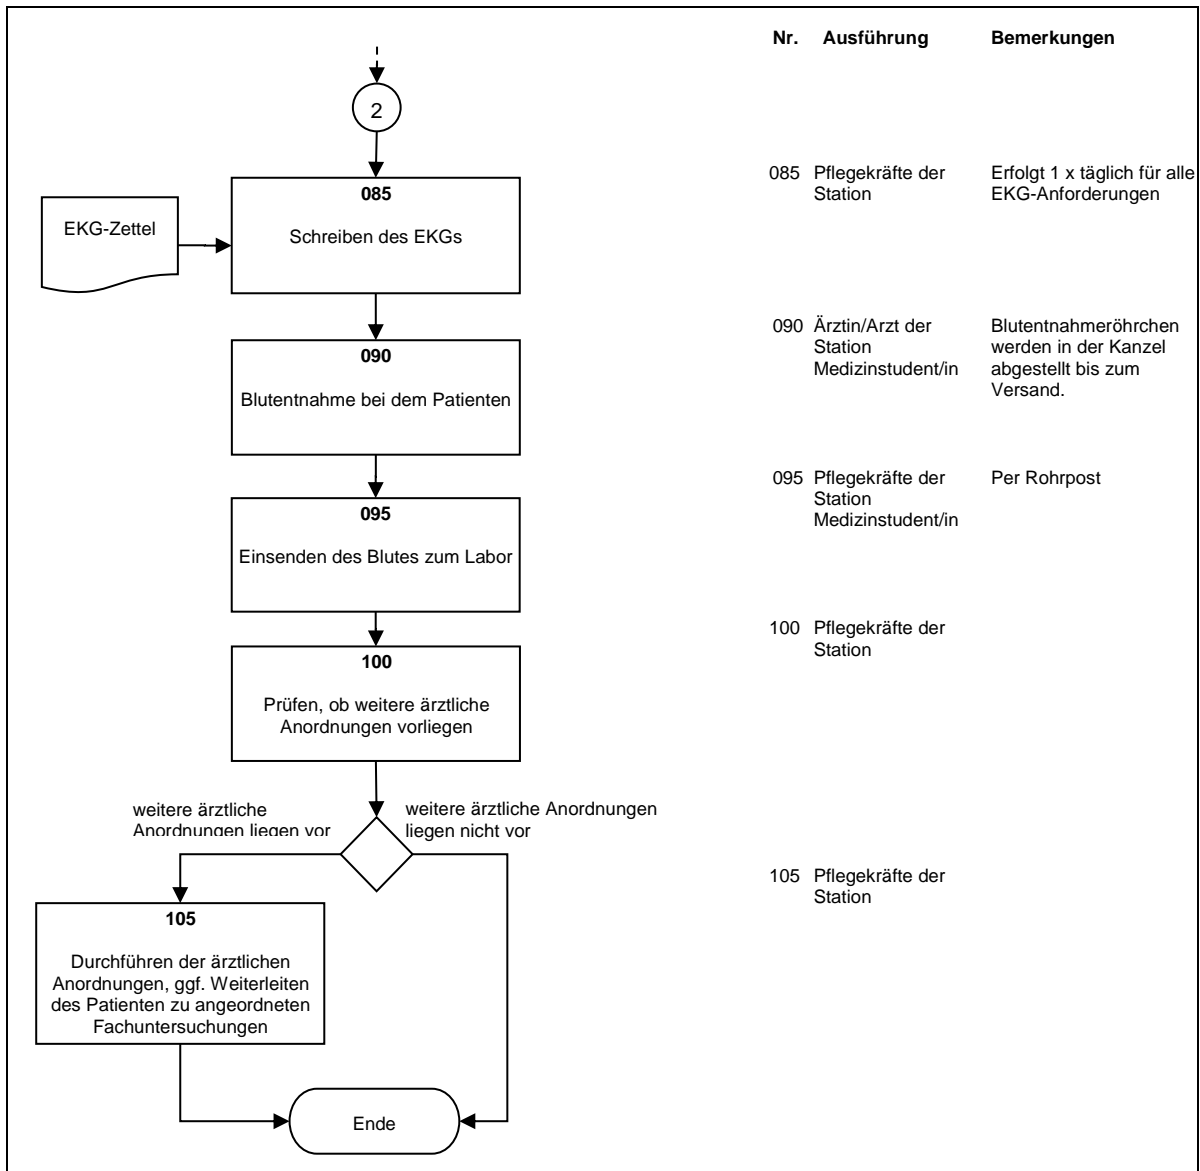 Nr. Ausführung Bemerkungen
2
085
Schreiben des EKGs
EKG-Zettel
085 Pflegekräfte der Erfolgt 1 x täglich für alle
Station EKG-Anforderungen
090
Blutentnahme bei dem Patienten
090 Ärztin/Arzt der Blutentnahmeröhrchen
Station werden in der Kanzel
Medizinstudent/in abgestellt bis zum
Versand.
095
Einsenden des Blutes zum Labor
095 Pflegekräfte der Per Rohrpost
Station
Medizinstudent/in
100
Prüfen, ob weitere ärztliche
Anordnungen vorliegen
100 Pflegekräfte der
Station
weitere ärztliche
Anordnungen liegen vor
weitere ärztliche Anordnungen
liegen nicht vor
105
Durchführen der ärztlichen
Anordnungen, ggf. Weiterleiten
des Patienten zu angeordneten
Fachuntersuchungen
105 Pflegekräfte der
Station
Ende